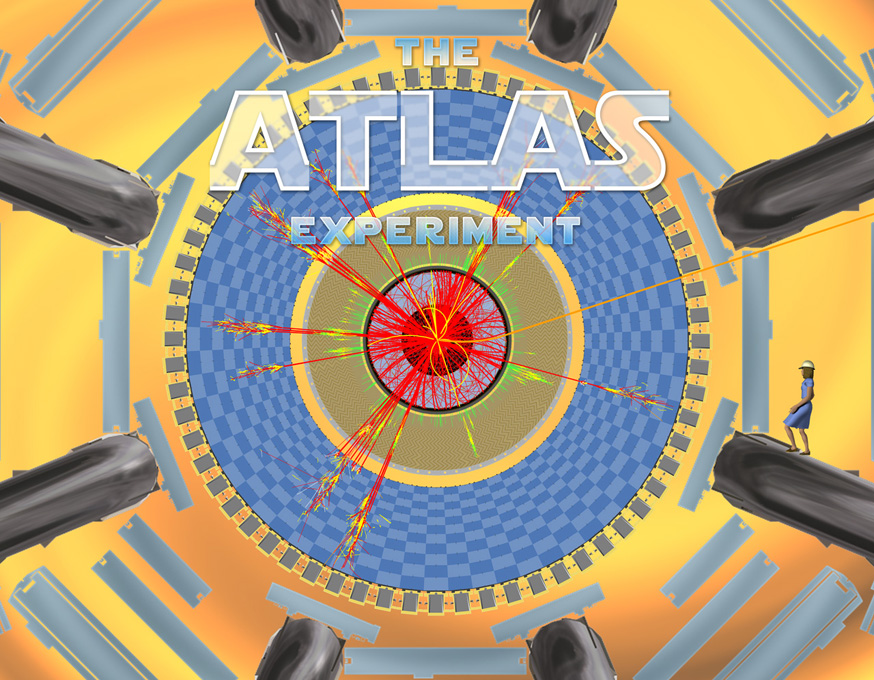 THE
ATLAS
EXPERIMENT